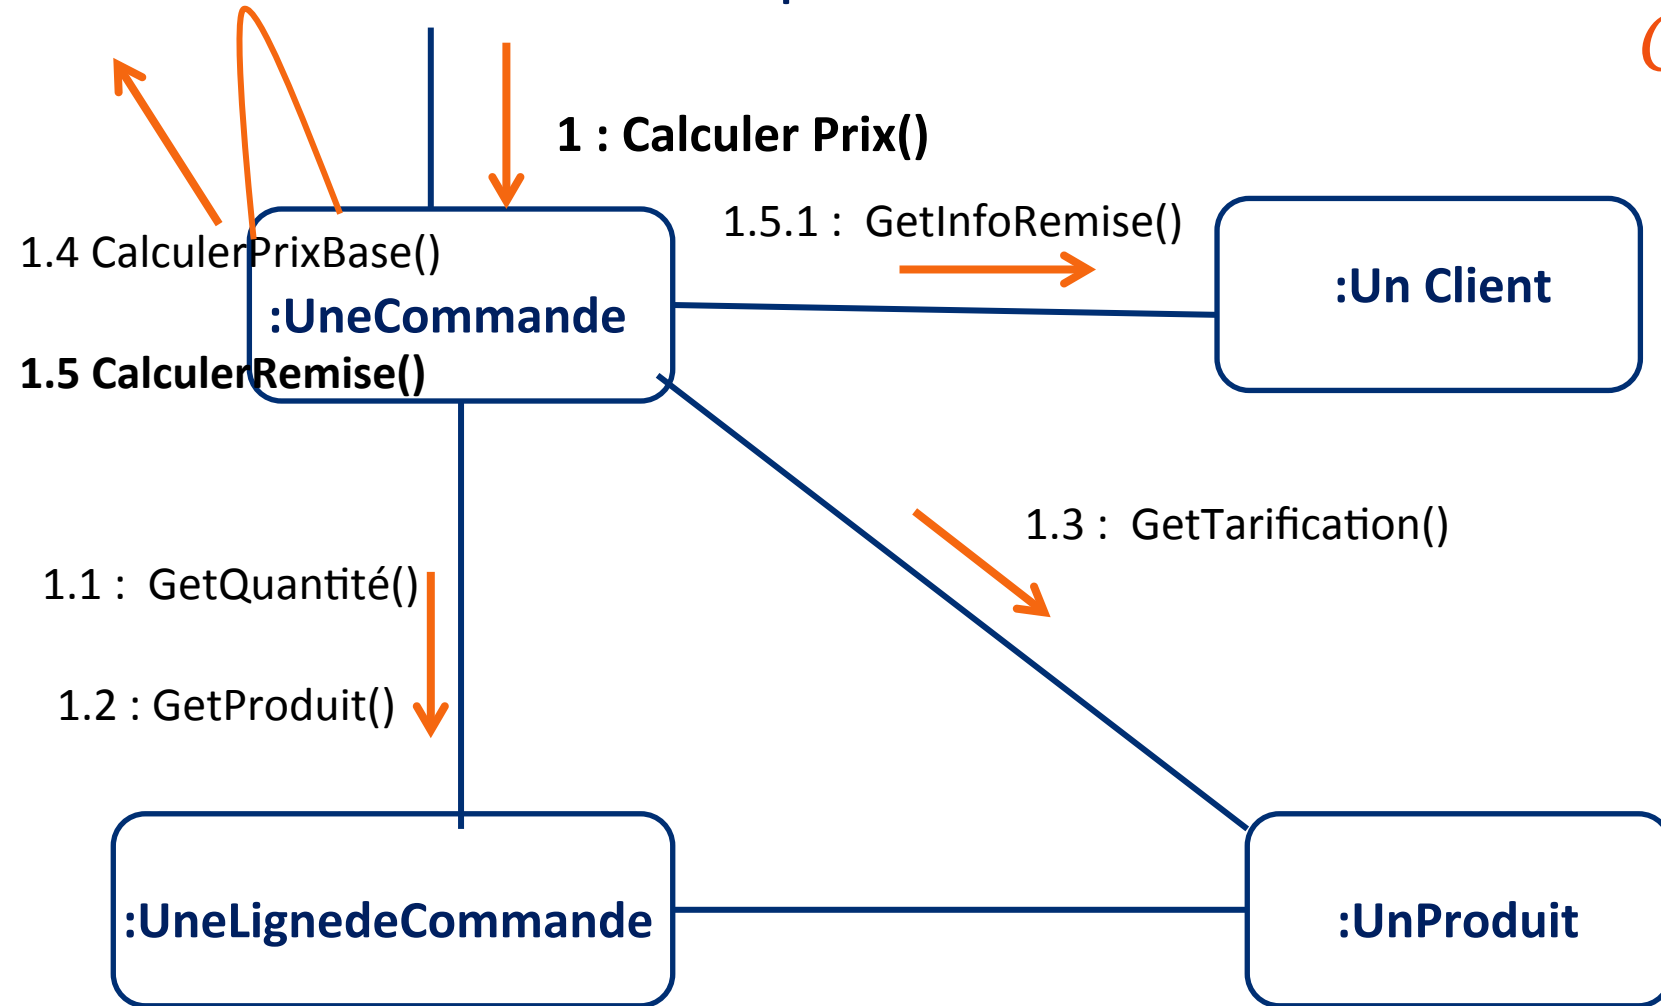 1 : Calculer Prix()
1.5.1 : GetInfoRemise()
1.4 CalculerPrixBase()
:Un Client
:UneCommande
1.5 CalculerRemise()
1.3 : GetTarification()
1.1 : GetQuantité()
1.2 : GetProduit()
:UneLignedeCommande
:UnProduit